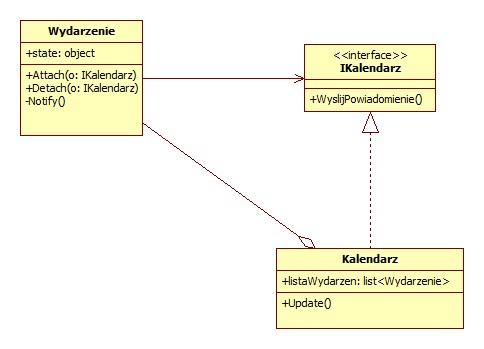 Wydarzenie
+state: object
+Attach(o: IKalendarz)
+Detach(o: IKalendarz)
-Notify()
<<interface>>
IKalendarz
+WyslijPowiadomienie()
Kalendarz
+listaWydarzen: list<Wydarzenie>
+Update()